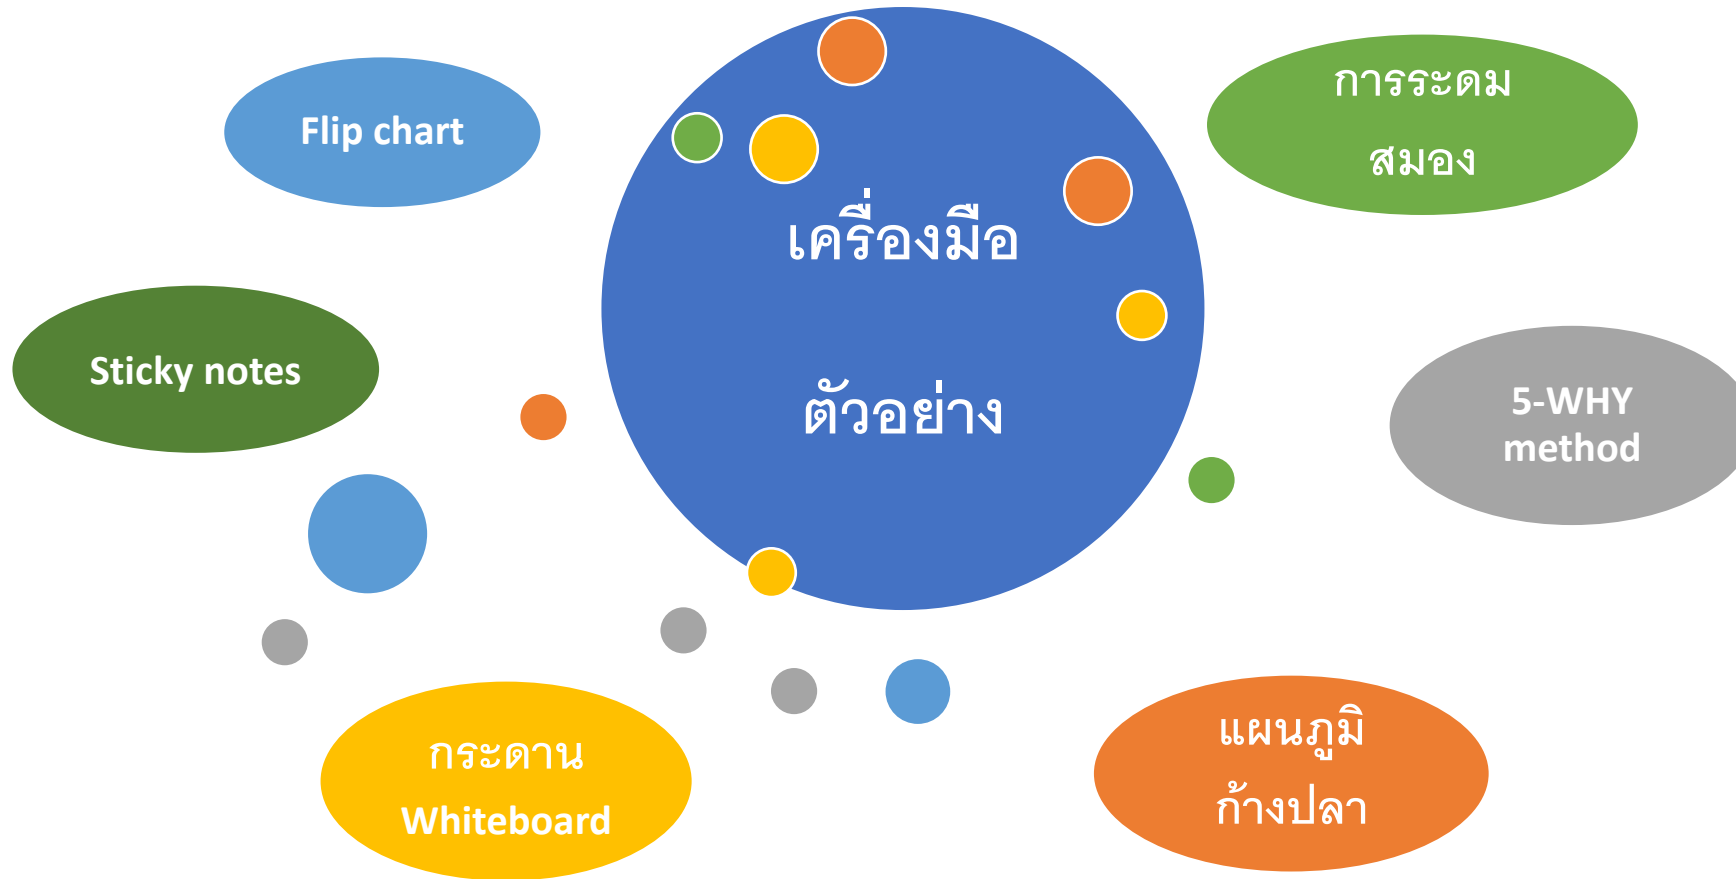 Flip chart
การระดม
สมอง
เครื่องมือ
ตัวอย่าง
Sticky notes
5-WHY
method
กระดาน
Whiteboard
แผนภูมิ
ก้างปลา